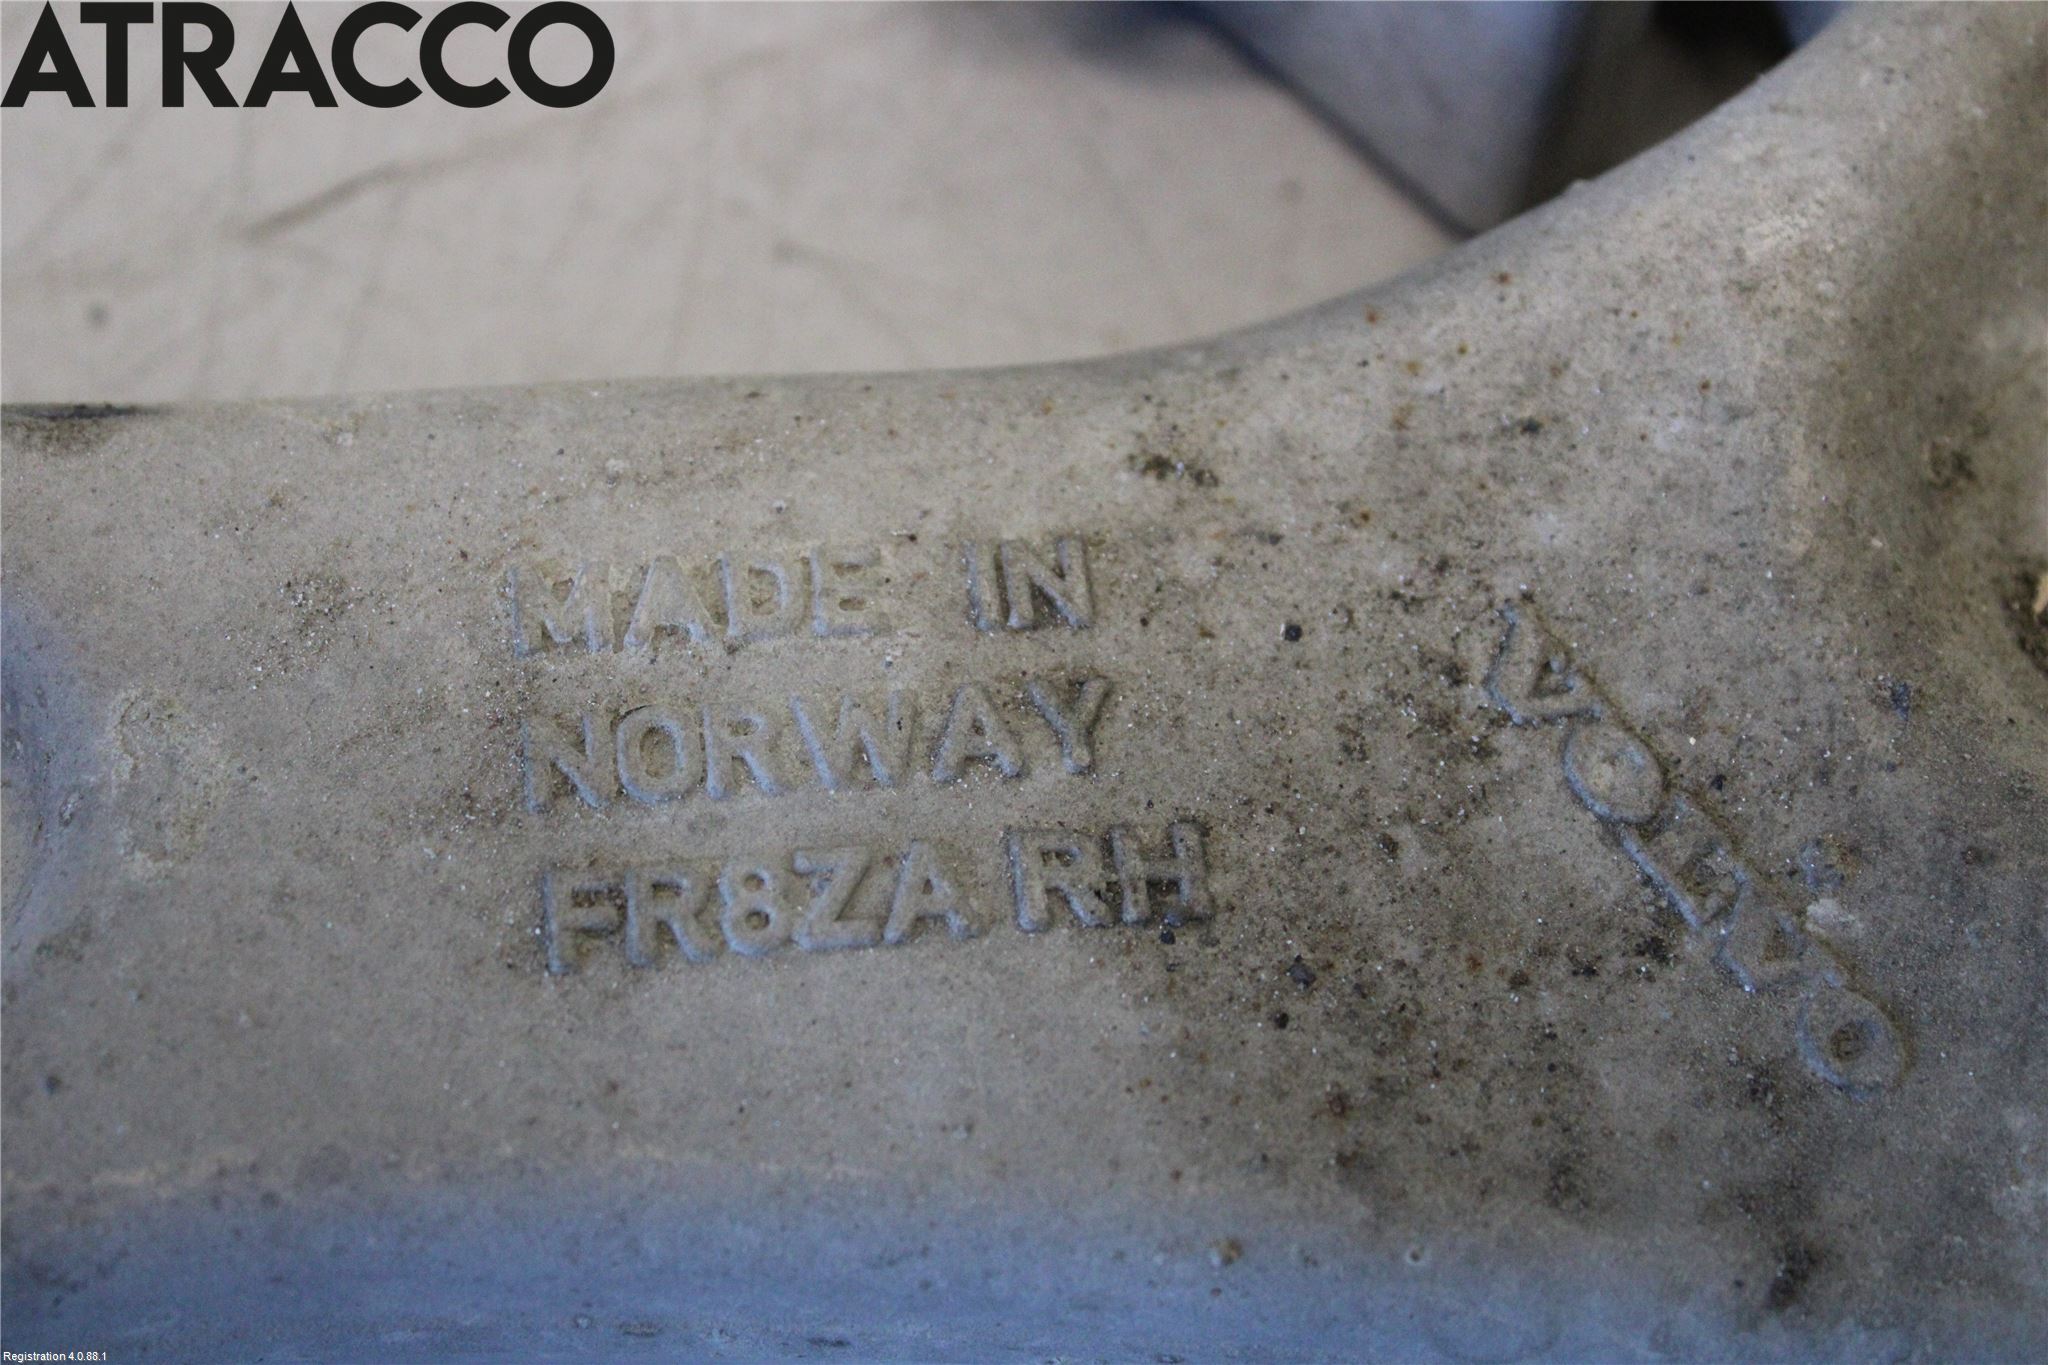 ATRACCO
MADE IN
NORWAY
FR8ZA RH
VOLVO
Registration 4.0.88.1